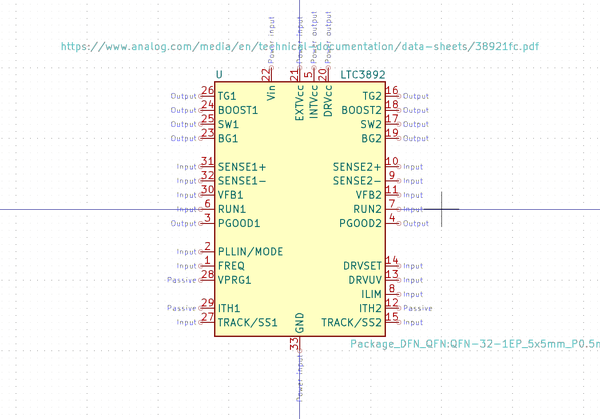 Power input
Power input
Power output
Power output
https://www.analog.com/media/en/technical-documentation/data-sheets/38921fc.pdf
U
LTC3892
22
21
5
20
Vin
EXTVcc
INTVcc
DRVcc
Output 26 TG1 TG2 16 Output
Output 24 BOOST1 BOOST2 18 Output
Output 25 SW1 SW2 17 Output
Output 23 BG1 BG2 19 Output
Input 31 SENSE1+ SENSE2+ 10 Input
Input 32 SENSE1- SENSE2- 9 Input
Input 30 VFB1 VFB2 11 Input
Input 6 RUN1 RUN2 7 Input
Output 3 PGOOD1 PGOOD2 4 Output
Input 2 PLLIN/MODE
Input 1 FREQ DRVSET 14 Input
Passive 28 VPRG1 DRVUV 13 Input
ILIM 8 Input
Passive 29 ITH1 ITH2 12 Passive
Input 27 TRACK/SS1 TRACK/SS2 15 Input
GND
33
Power input
Package_DFN_QFN:QFN-32-1EP_5x5mm_P0.5m